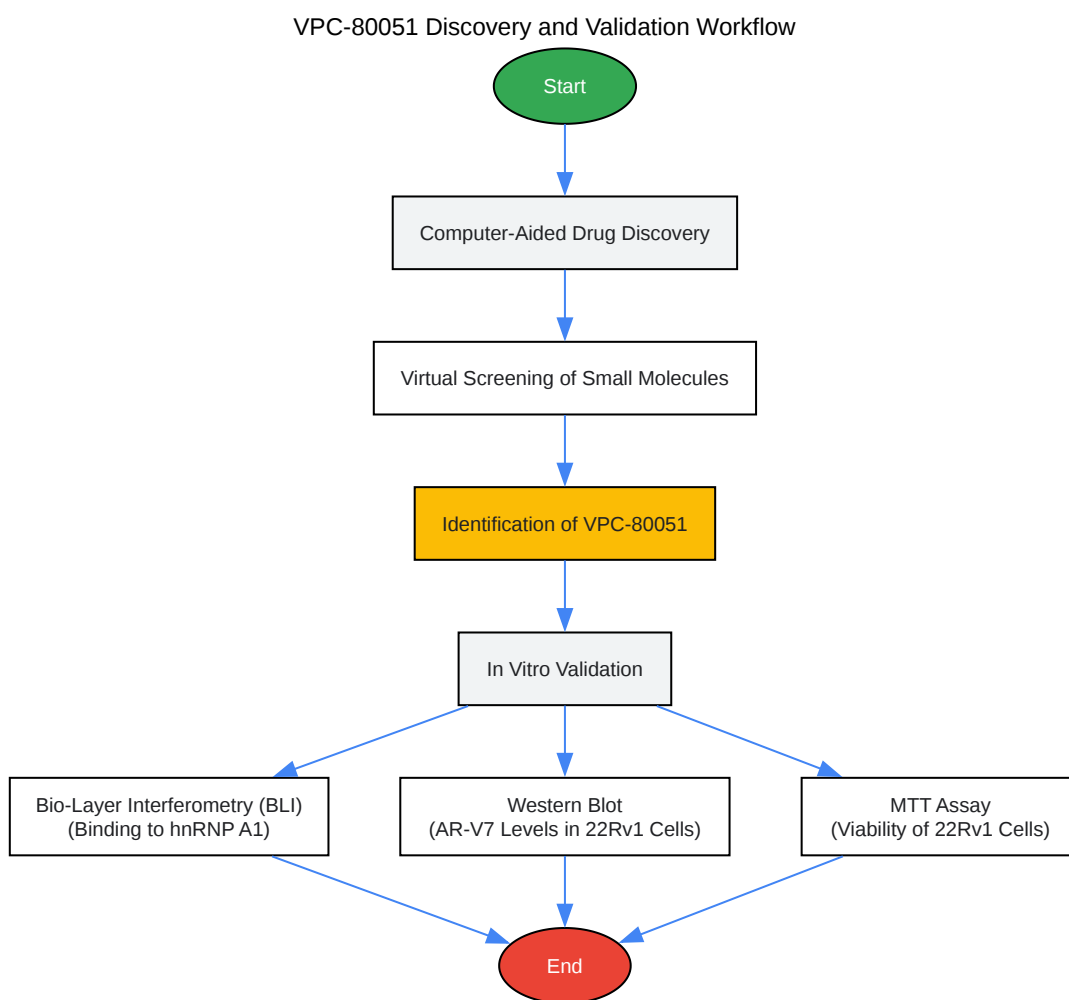 VPC-80051 Discovery and Validation Workflow
Start
Computer-Aided Drug Discovery
Virtual Screening of Small Molecules
Identification of VPC-80051
In Vitro Validation
Bio-Layer Interferometry (BLI)
(Binding to hnRNP A1)
Western Blot
(AR-V7 Levels in 22Rv1 Cells)
MTT Assay
(Viability of 22Rv1 Cells)
End